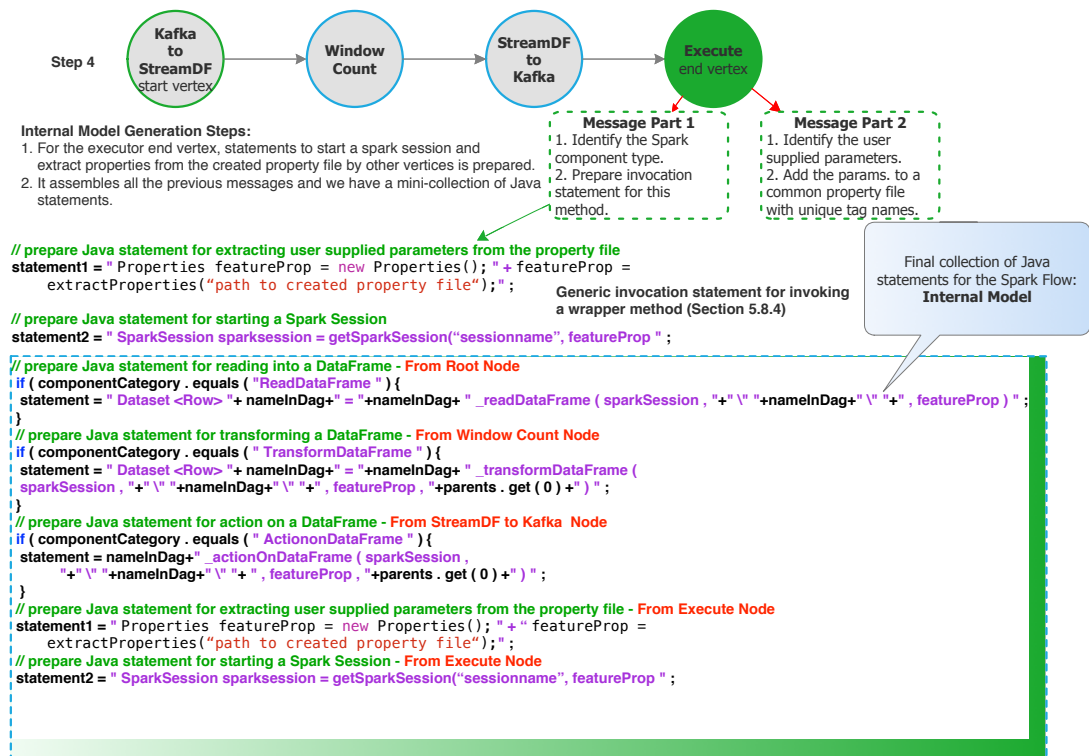 Step 4
Kafka
to
StreamDF
start vertex
Window
Count
StreamDF
to
Kafka
Execute
end vertex
Internal Model Generation Steps:
1. For the executor end vertex, statements to start a spark session and
extract properties from the created property file by other vertices is prepared.
2. It assembles all the previous messages and we have a mini-collection of Java
statements.
Message Part 1
1. Identify the Spark
component type.
2. Prepare invocation
statement for this
method.
Message Part 2
1. Identify the user
supplied parameters.
2. Add the params. to a
common property file
with unique tag names.
// prepare Java statement for extracting user supplied parameters from the property file
statement1 = " Properties featureProp = new Properties(); " + featureProp =
extractProperties(“path to created property file“);" ;
Generic invocation statement for invoking
a wrapper method (Section 5.8.4)
Final collection of Java
statements for the Spark Flow:
Internal Model
// prepare Java statement for starting a Spark Session
statement2 = " SparkSession sparksession = getSparkSession(“sessionname”, featureProp " ;
// prepare Java statement for reading into a DataFrame - From Root Node
if ( componentCategory . equals ( "ReadDataFrame " ) {
statement = " Dataset <Row> "+ nameInDag+" = "+nameInDag+ " _readDataFrame ( sparkSession , "+" \" "+nameInDag+" \" "+" , featureProp ) " ;
}
// prepare Java statement for transforming a DataFrame - From Window Count Node
if ( componentCategory . equals ( " TransformDataFrame " ) {
statement = " Dataset <Row> "+ nameInDag+" = "+nameInDag+ " _transformDataFrame (
sparkSession , "+" \" "+nameInDag+" \" "+" , featureProp , "+parents . get ( 0 ) +" ) " ;
}
// prepare Java statement for action on a DataFrame - From StreamDF to Kafka Node
if ( componentCategory . equals ( " ActiononDataFrame " ) {
statement = nameInDag+" _actionOnDataFrame ( sparkSession ,
"+" \" "+nameInDag+" \" "+ " , featureProp , "+parents . get ( 0 ) +" ) " ;
}
// prepare Java statement for extracting user supplied parameters from the property file - From Execute Node
statement1 = " Properties featureProp = new Properties(); " + “ featureProp =
extractProperties(“path to created property file“);" ;
// prepare Java statement for starting a Spark Session - From Execute Node
statement2 = " SparkSession sparksession = getSparkSession(“sessionname”, featureProp " ;